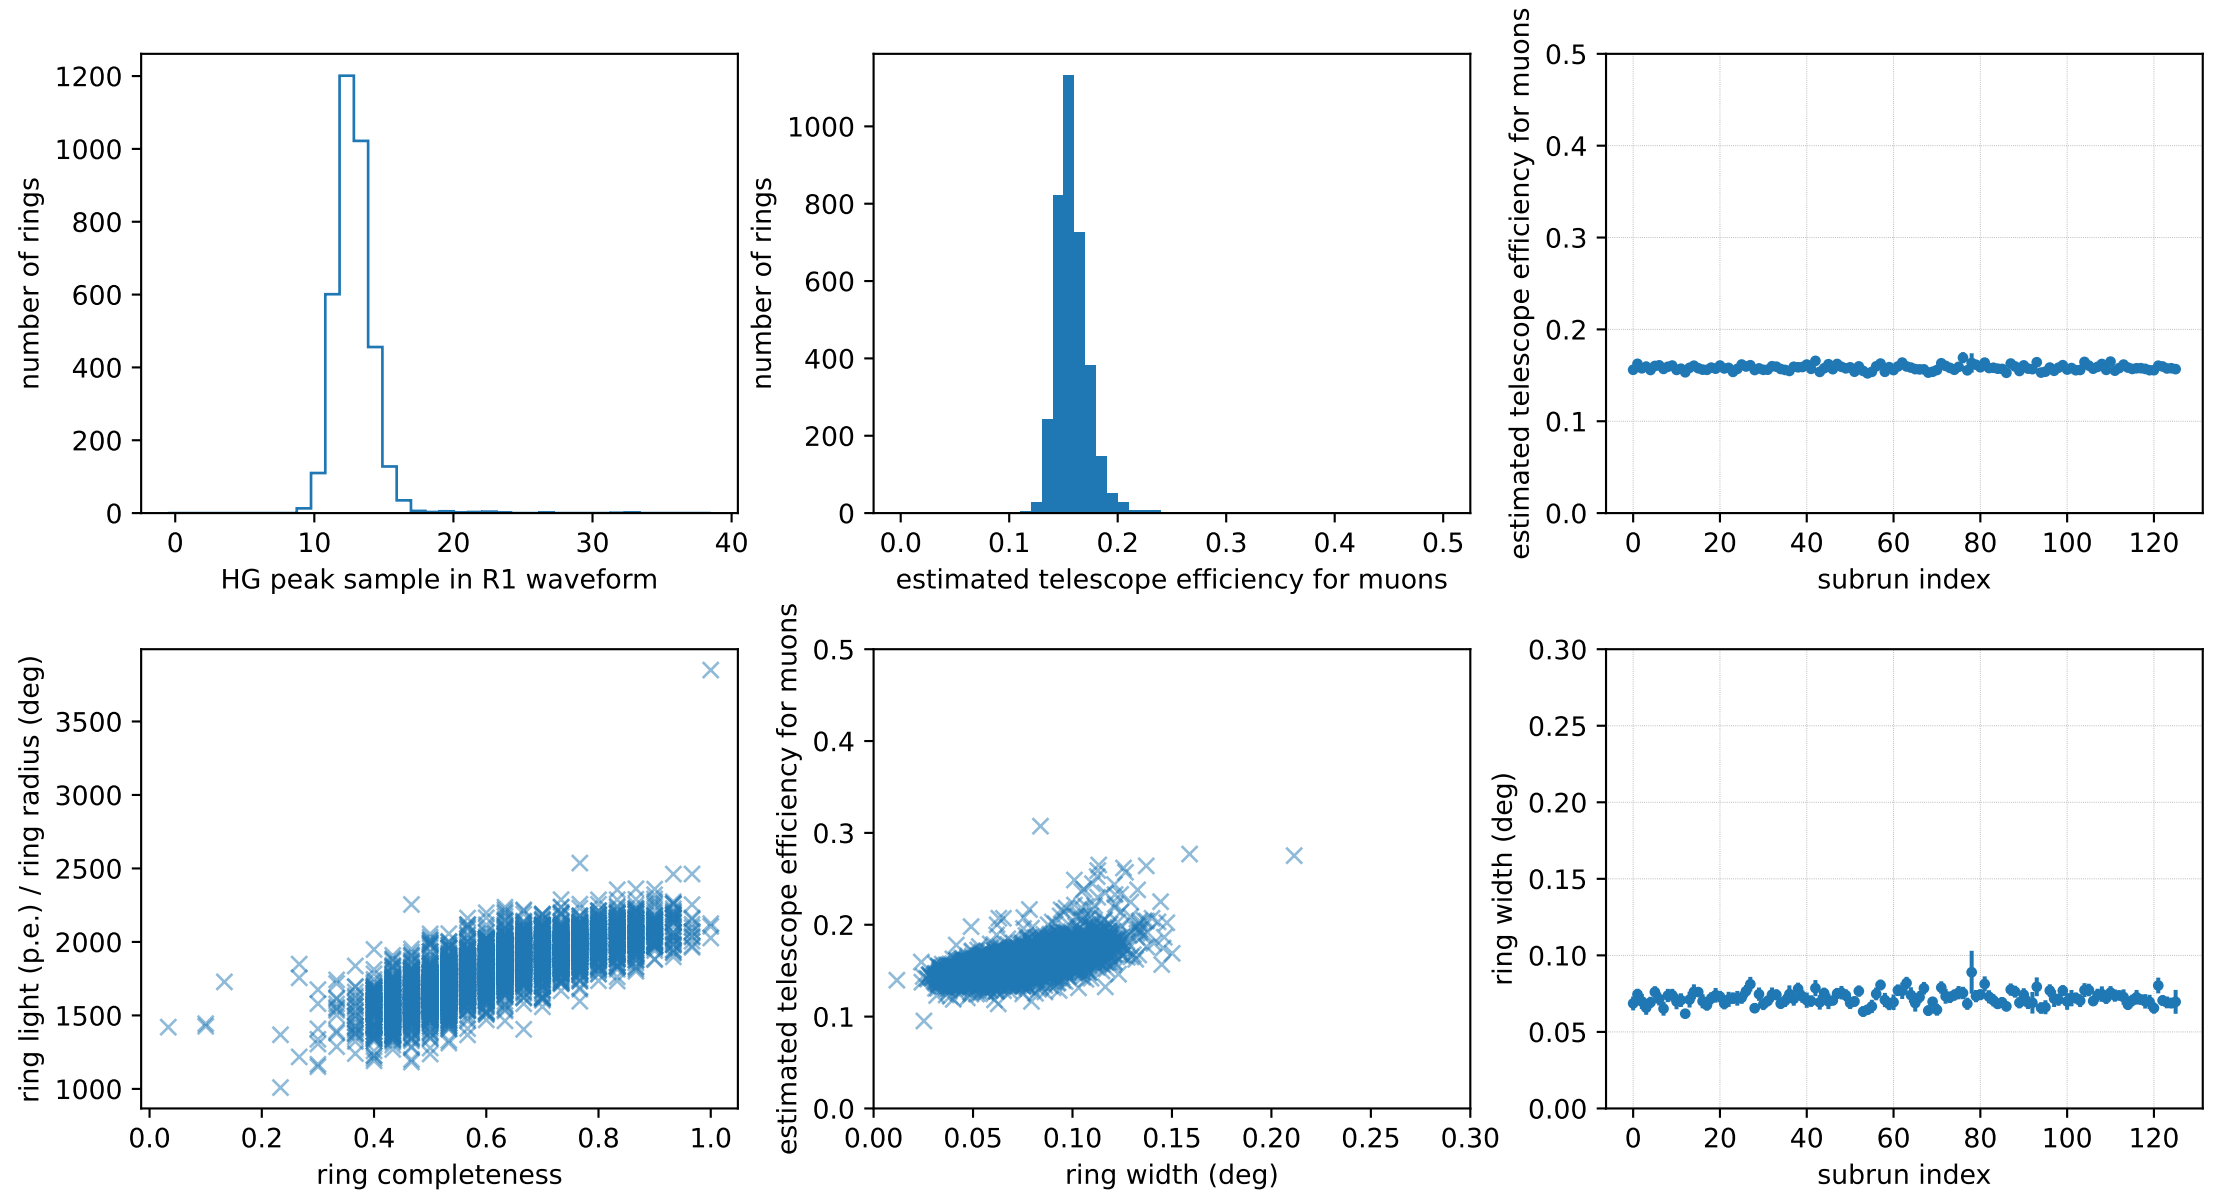 number of rings
1200
1000
800
600
400
200
0
0 10 20 30 40
HG peak sample in R1 waveform
number of rings
1000
800
600
400
200
0
0.0 0.1 0.2 0.3 0.4 0.5
estimated telescope efficiency for muons
estimated telescope efficiency for muons
0.5
0.4
0.3
0.2
0.1
0.0
0 20 40 60 80 100 120
subrun index
ring light (p.e.) / ring radius (deg)
3500
3000
2500
2000
1500
1000
0.0 0.2 0.4 0.6 0.8 1.0
ring completeness
estimated telescope efficiency for muons
0.5
0.4
0.3
0.2
0.1
0.0
0.00 0.05 0.10 0.15 0.20 0.25 0.30
ring width (deg)
ring width (deg)
0.30
0.25
0.20
0.15
0.10
0.05
0.00
0 20 40 60 80 100 120
subrun index